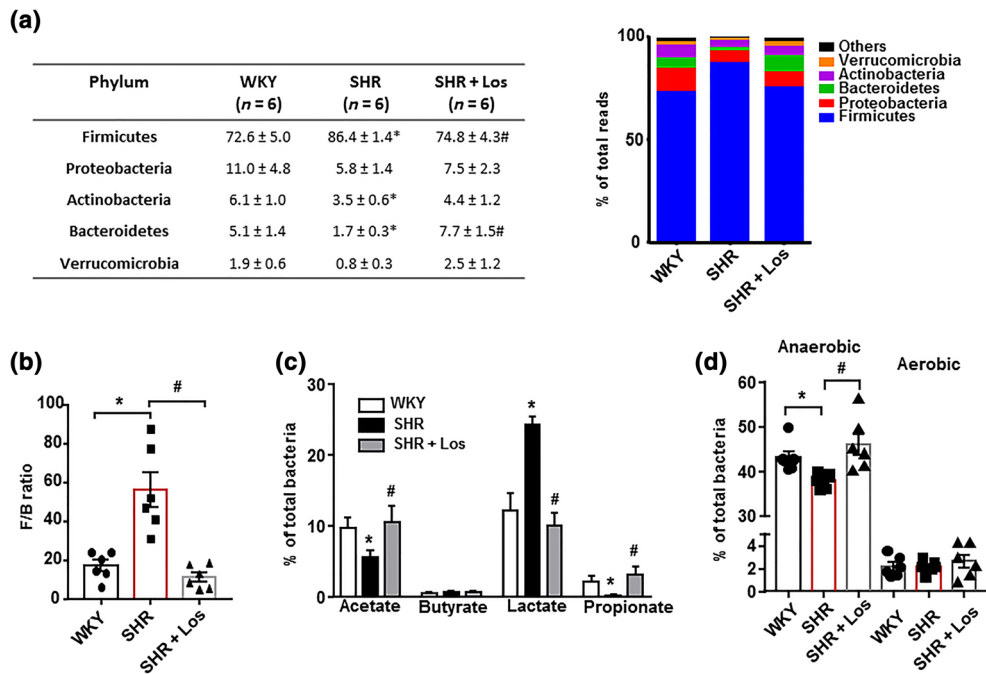 (a)
Phylum WKY SHR SHR + Los
(n = 6) (n = 6) (n = 6)
Firmicutes 72.6 ± 5.0 86.4 ± 1.4* 74.8 ± 4.3#
Proteobacteria 11.0 ± 4.8 5.8 ± 1.4 7.5 ± 2.3
Actinobacteria 6.1 ± 1.0 3.5 ± 0.6* 4.4 ± 1.2
Bacteroidetes 5.1 ± 1.4 1.7 ± 0.3* 7.7 ± 1.5#
Verrucomicrobia 1.9 ± 0.6 0.8 ± 0.3 2.5 ± 1.2
% of total reads
100
50
0
WKY SHR SHR + Los
Others
Verrucomicrobia
Actinobacteria
Bacteroidetes
Proteobacteria
Firmicutes
(b)
F/B ratio
100
80
60
40
20
0
* #
WKY SHR SHR + Los
(c)
% of total bacteria
30
20
10
0
WKY
SHR
SHR + Los
* # * # * #
Acetate Butyrate Lactate Propionate
(d)
Anaerobic Aerobic
% of total bacteria
60
50
40
30
4
2
0
* #
WKY SHR SHR + Los WKY SHR SHR + Los